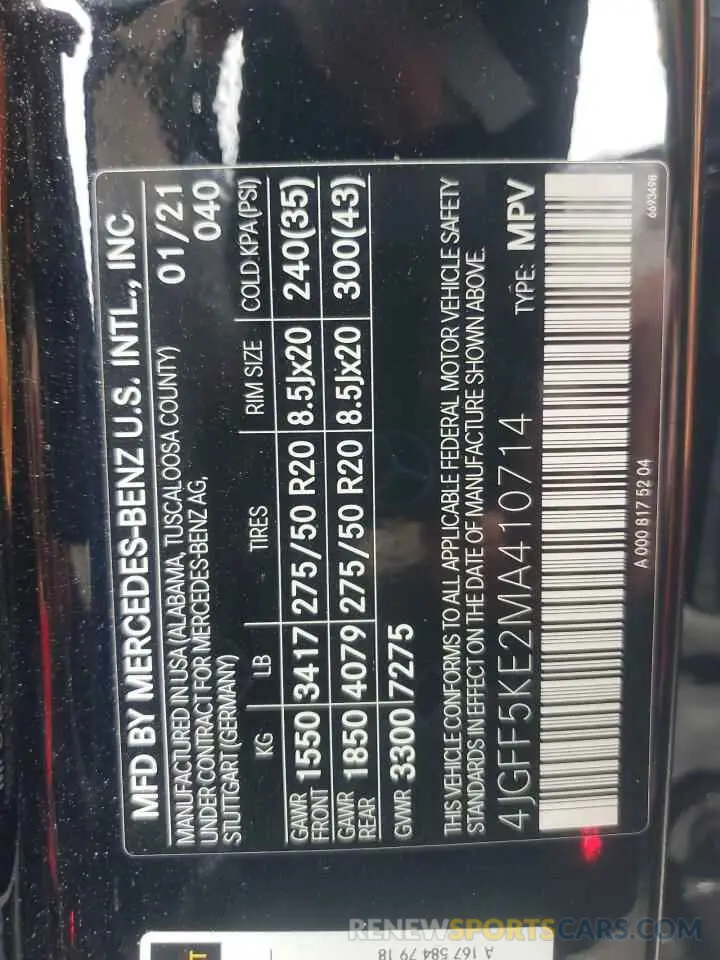 MFD BY MERCEDES-BENZ U.S. INTL., INC
MANUFACTURED IN USA (ALABAMA, TUSCALOOSA COUNTY) 01/21
UNDER CONTRACT FOR MERCEDES-BENZ AG, 040
STUTTGART (GERMANY)
KG LB TIRES RIM SIZE COLD.KPA(PSI)
GAWR FRONT 1550 3417 275/50 R20 8.5Jx20 240(35)
GAWR REAR 1850 4079 275/50 R20 8.5Jx20 300(43)
GVWR 3300 7275
THIS VEHICLE CONFORMS TO ALL APPLICABLE FEDERAL MOTOR VEHICLE SAFETY
STANDARDS IN EFFECT ON THE DATE OF MANUFACTURE SHOWN ABOVE.
4JGFF5KE2MA410714 TYPE: MPV
A 000 817 52 04
6693498
A 167 584 79 18
RENEWSPORTSCARS.COM